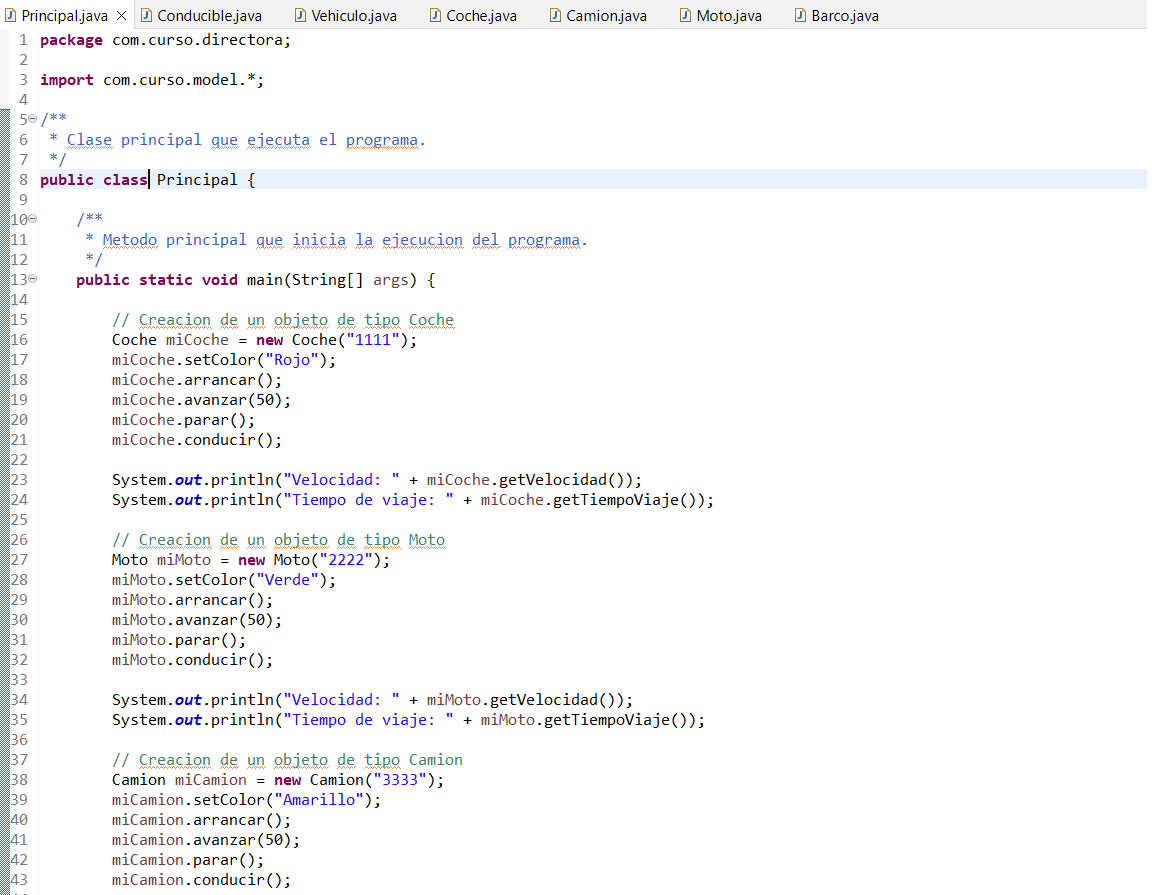 Principal.java Conducible.java Vehiculo.java Coche.java Camion.java Moto.java Barco.java
1 package com.curso.directora;
2
3 import com.curso.model.*;
4
5 /**
6 * Clase principal que ejecuta el programa.
7 */
8 public class Principal {
9
10 /**
11 * Metodo principal que inicia la ejecucion del programa.
12 */
13 public static void main(String[] args) {
14
15 // Creacion de un objeto de tipo Coche
16 Coche miCoche = new Coche("1111");
17 miCoche.setColor("Rojo");
18 miCoche.arrancar();
19 miCoche.avanzar(50);
20 miCoche.parar();
21 miCoche.conducir();
22
23 System.out.println("Velocidad: " + miCoche.getVelocidad());
24 System.out.println("Tiempo de viaje: " + miCoche.getTiempoViaje());
25
26 // Creacion de un objeto de tipo Moto
27 Moto miMoto = new Moto("2222");
28 miMoto.setColor("Verde");
29 miMoto.arrancar();
30 miMoto.avanzar(50);
31 miMoto.parar();
32 miMoto.conducir();
33
34 System.out.println("Velocidad: " + miMoto.getVelocidad());
35 System.out.println("Tiempo de viaje: " + miMoto.getTiempoViaje());
36
37 // Creacion de un objeto de tipo Camion
38 Camion miCamion = new Camion("3333");
39 miCamion.setColor("Amarillo");
40 miCamion.arrancar();
41 miCamion.avanzar(50);
42 miCamion.parar();
43 miCamion.conducir();